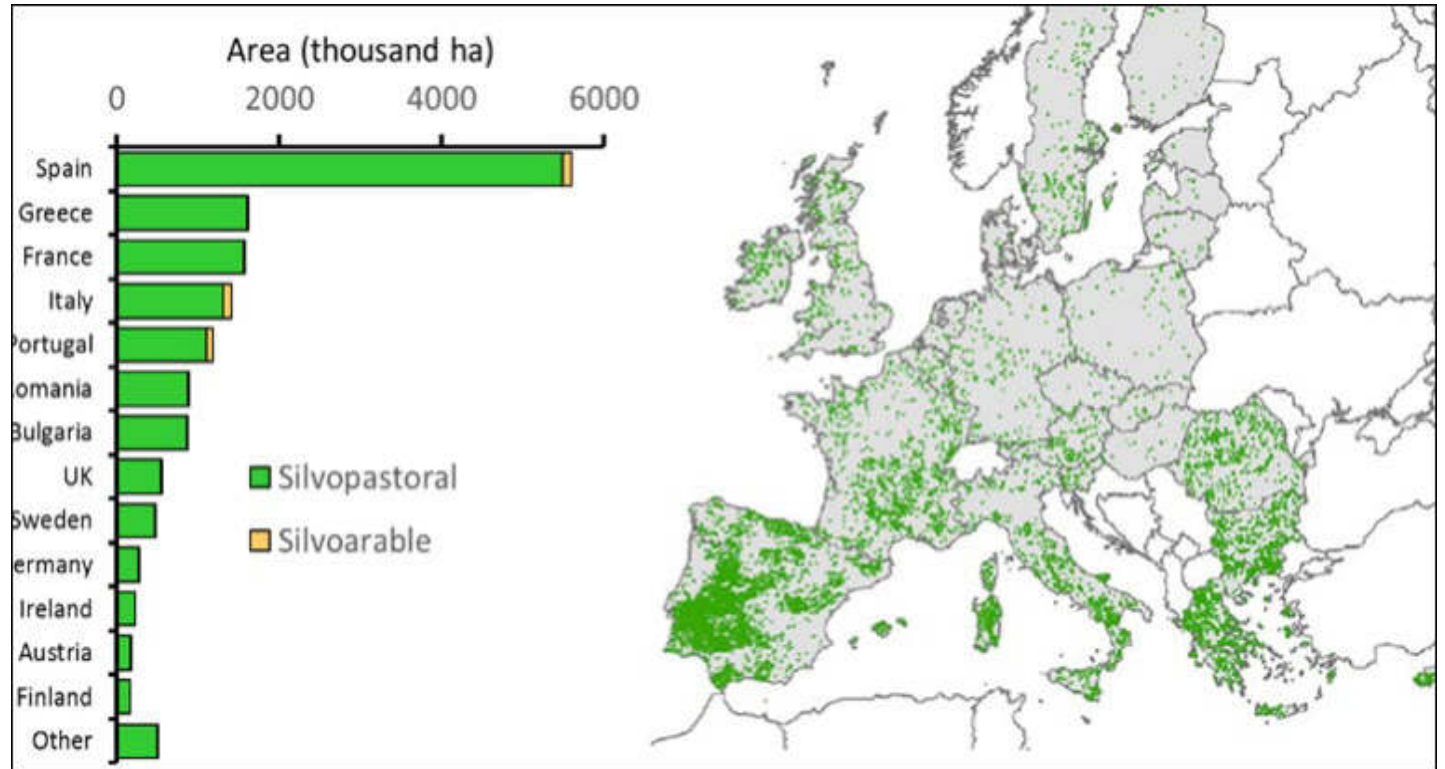 Area (thousand ha)
0 2000 4000 6000
Spain
Greece
France
Italy
Portugal
omania
Bulgaria
UK
Sweden
ermany
Ireland
Austria
Finland
Other
Silvopastoral
Silvoarable